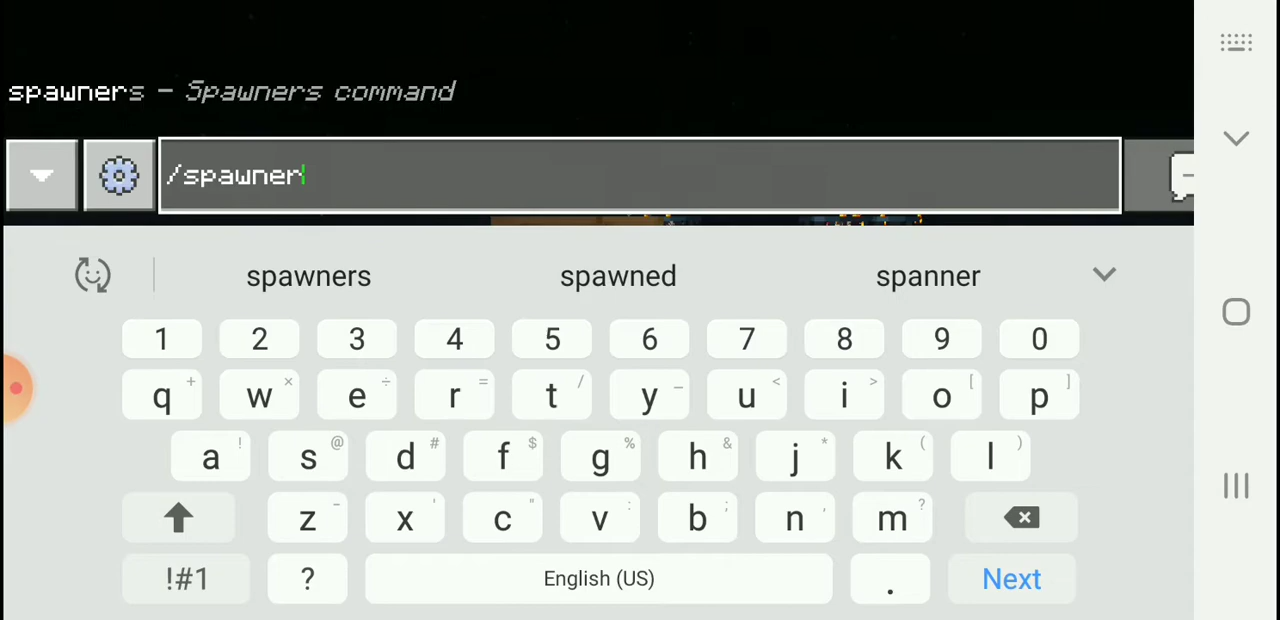 spawners - Spawners command
/spawner
spawners spawned spanner
1 2 3 4 5 6 7 8 9 0
q + w × e ÷ r = t / y _ u < i > o [ p ]
a ! s @ d # f $ g % h & j * k ( l )
z - x ' c " v : b ; n , m ?
!#1 ? English (US) . Next